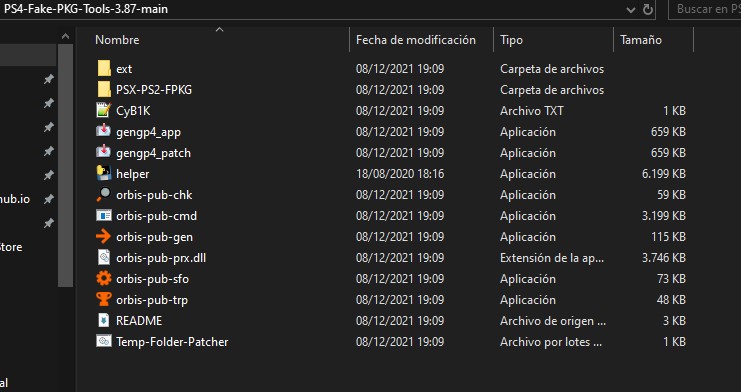 PS4-Fake-PKG-Tools-3.87-main Buscar en PS
Nombre Fecha de modificación Tipo Tamaño
ext 08/12/2021 19:09 Carpeta de archivos
PSX-PS2-FPKG 08/12/2021 19:09 Carpeta de archivos
CyB1K 08/12/2021 19:09 Archivo TXT 1 KB
gengp4_app 08/12/2021 19:09 Aplicación 659 KB
gengp4_patch 08/12/2021 19:09 Aplicación 659 KB
helper 18/08/2020 18:16 Aplicación 6.199 KB
nub.io orbis-pub-chk 08/12/2021 19:09 Aplicación 59 KB
orbis-pub-cmd 08/12/2021 19:09 Aplicación 3.199 KB
orbis-pub-gen 08/12/2021 19:09 Aplicación 115 KB
Store orbis-pub-prx.dll 08/12/2021 19:09 Extensión de la ap... 3.746 KB
orbis-pub-sfo 08/12/2021 19:09 Aplicación 73 KB
orbis-pub-trp 08/12/2021 19:09 Aplicación 48 KB
README 08/12/2021 19:09 Archivo de origen ... 3 KB
Temp-Folder-Patcher 08/12/2021 19:09 Archivo por lotes ... 1 KB
al